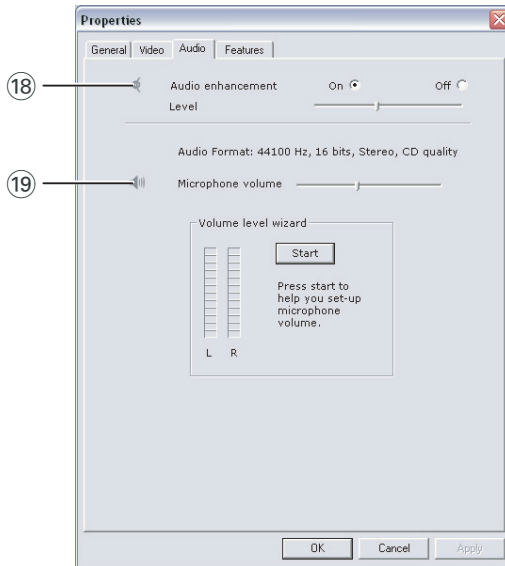 Properties
General Video Audio Features
⑱ Audio enhancement On Off
Level
Audio Format: 44100 Hz, 16 bits, Stereo, CD quality
⑲ Microphone volume
Volume level wizard
Start
Press start to
help you set-up
microphone
volume.
L R
OK Cancel Apply